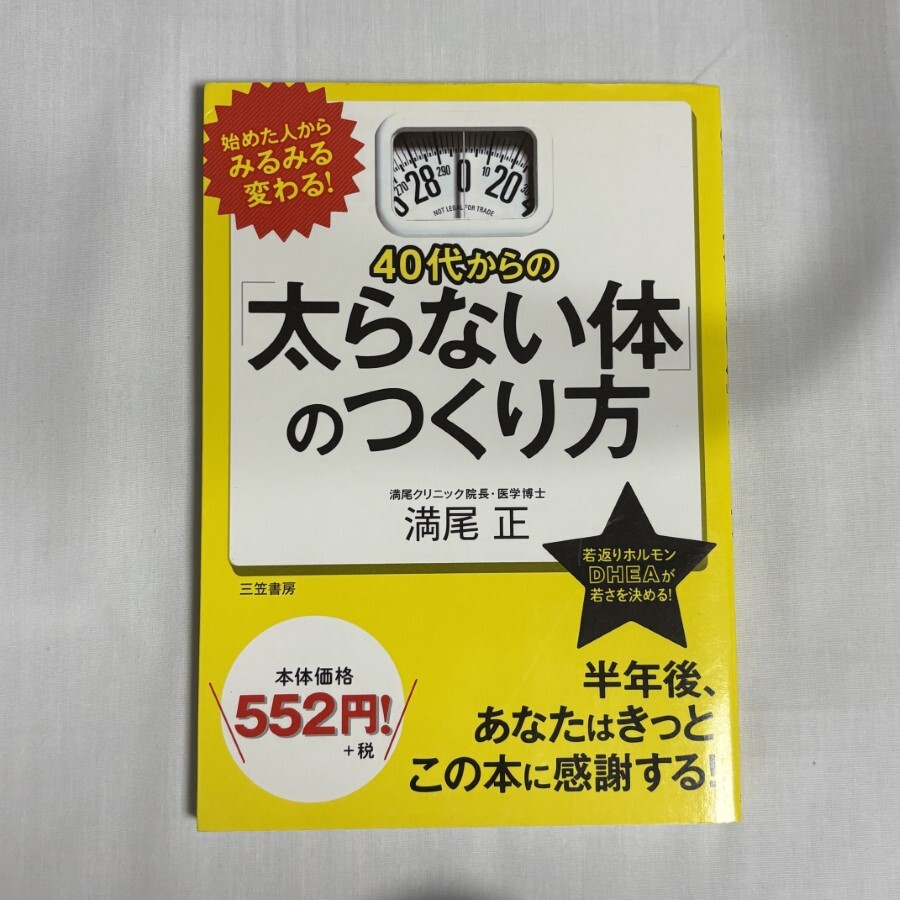 始めた人から
みるみる
変わる!
270 28 290 0 10 20 30
NOT LEGAL FOR TRADE
40代からの
「太らない体」
のつくり方
満尾クリニック院長・医学博士
満尾 正
若返りホルモン
DHEAが
若さを決める!
三笠書房
本体価格
552円!
+税
半年後、
あなたはきっと
この本に感謝する!